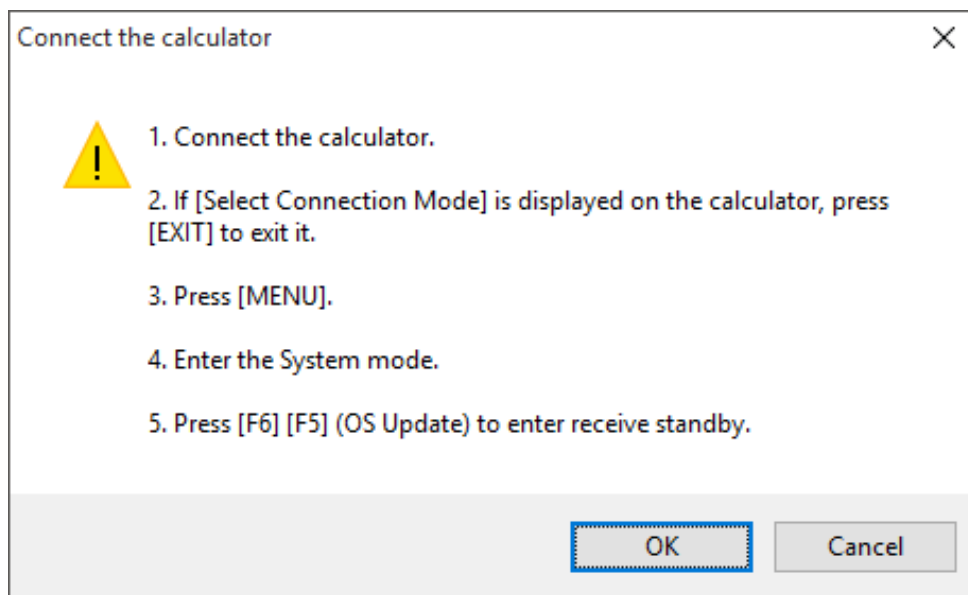 Connect the calculator
1. Connect the calculator.
2. If [Select Connection Mode] is displayed on the calculator, press
[EXIT] to exit it.
3. Press [MENU].
4. Enter the System mode.
5. Press [F6] [F5] (OS Update) to enter receive standby.
OK
Cancel